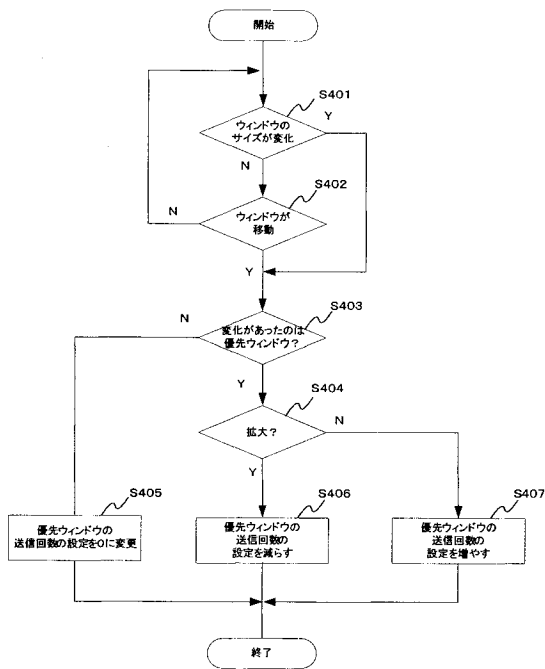 開始
S401
ウィンドウの
サイズが変化
Y
N
S402
ウィンドウが
移動
N
Y
S403
変化があったのは
優先ウィンドウ?
N
Y
S404
拡大?
N
Y
S405
優先ウィンドウの
送信回数の設定を0に変更
S406
優先ウィンドウの
送信回数の
設定を減らす
S407
優先ウィンドウの
送信回数の
設定を増やす
終了